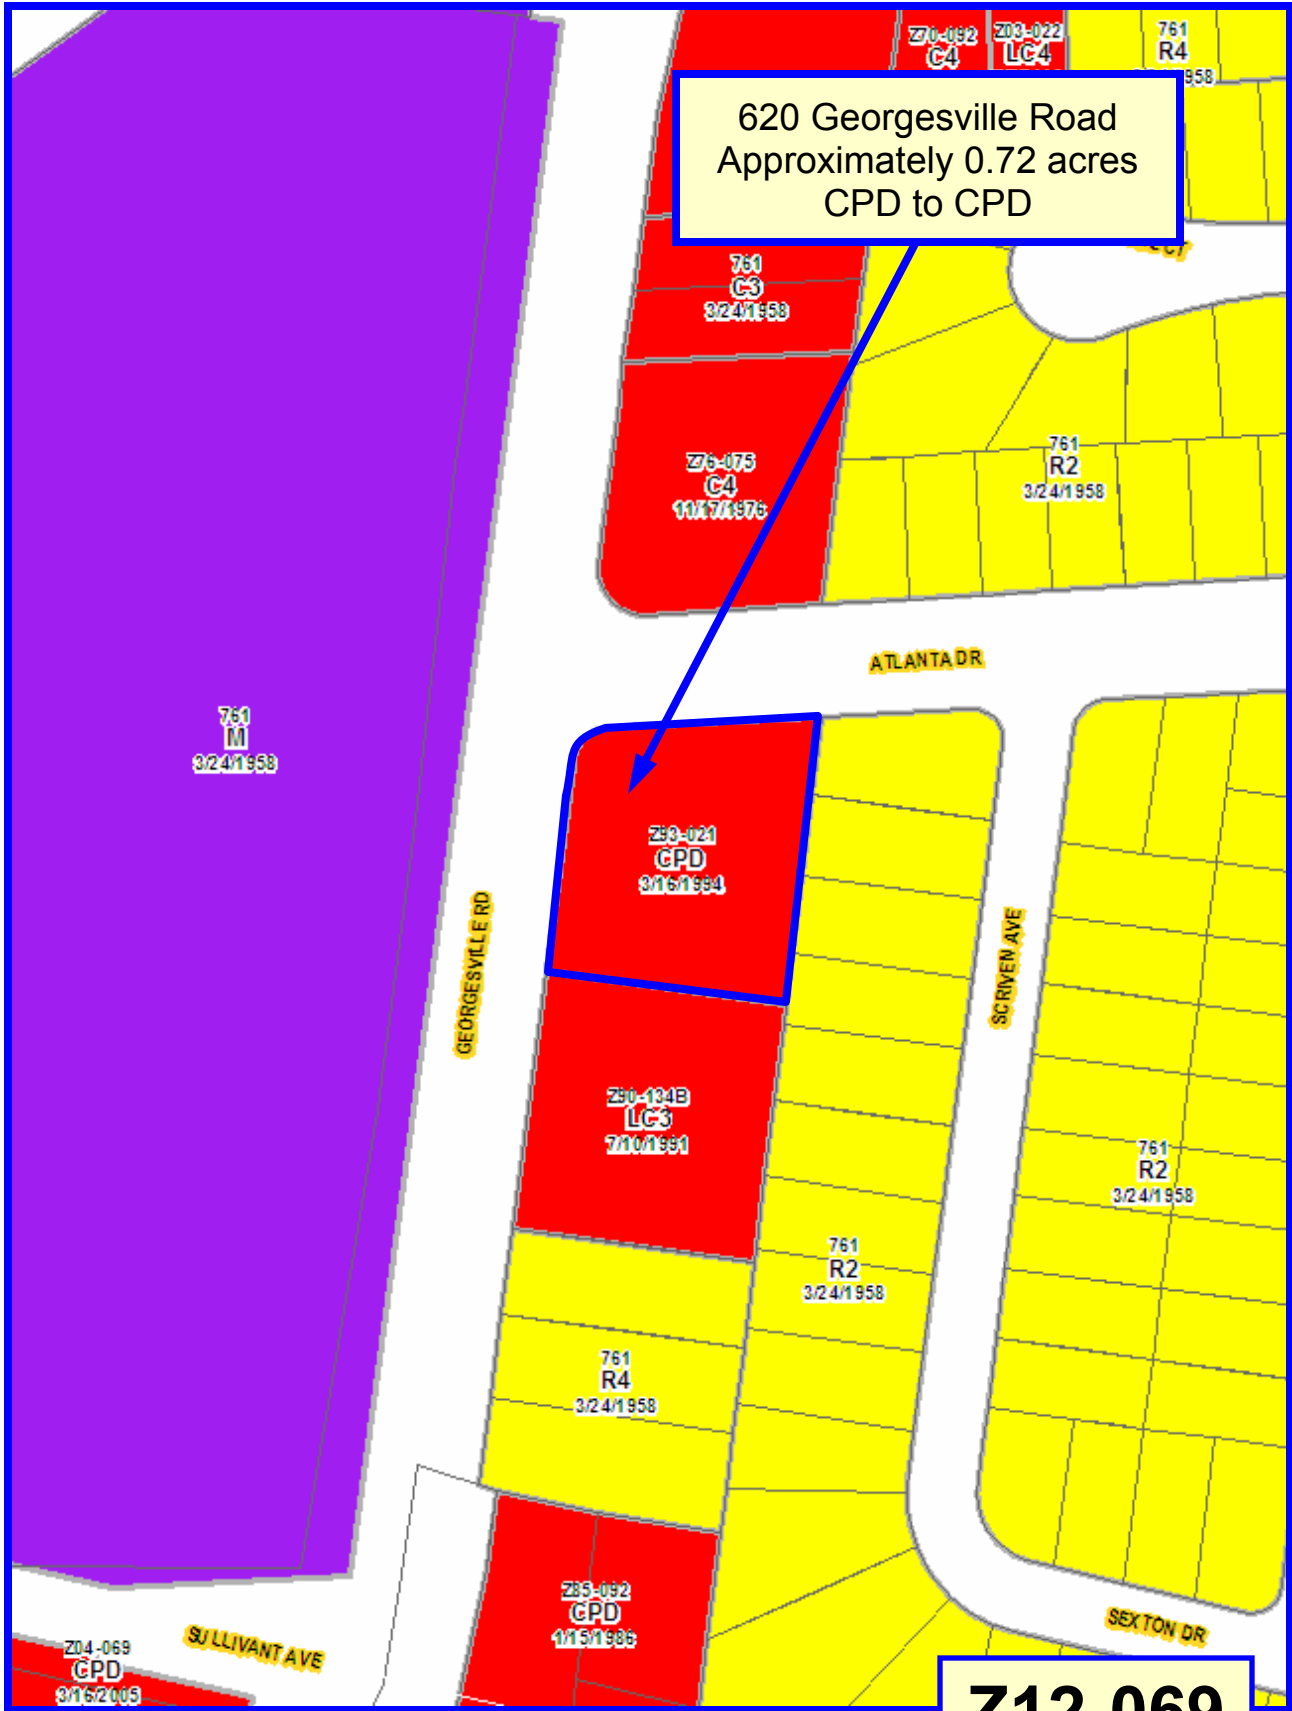 Z70-092
C4
Z03-022
LC4
761
R4
958
620 Georgesville Road
Approximately 0.72 acres
CPD to CPD
CT
761
C3
3/24/1958
Z76-075
C4
11/17/1976
761
R2
3/24/1958
ATLANTA DR
761
M
3/24/1958
Z93-021
CPD
3/16/1994
GEORGESVILLE RD
SCRIVEN AVE
Z90-134B
LC3
7/10/1991
761
R2
3/24/1958
761
R2
3/24/1958
761
R4
3/24/1958
Z85-092
CPD
1/15/1986
SULLIVANT AVE
SEXTON DR
Z04-069
CPD
3/16/2005
Z12-069